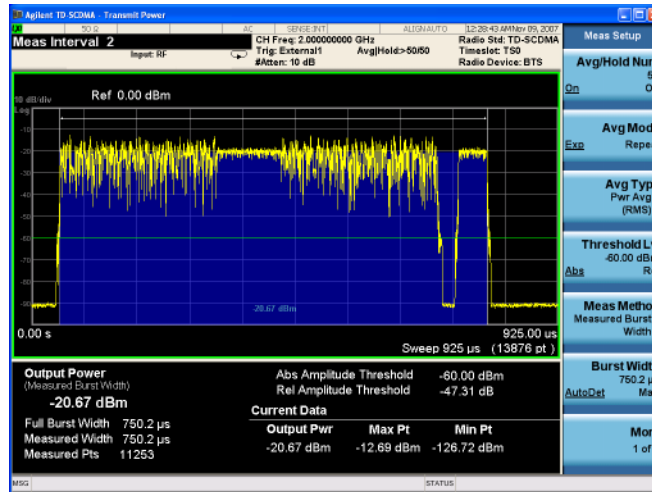 Agilent TD-SCDMA - Transmit Power
50 Ω AC SENSE:INT ALIGN AUTO 12:28:43 AM Nov 09, 2007
Meas Interval 2
Input: RF
CH Freq: 2.000000000 GHz
Trig: External1 Avg|Hold:>50/50
#Atten: 10 dB
Radio Std: TD-SCDMA
Timeslot: TS0
Radio Device: BTS
10 dB/div Ref 0.00 dBm
Log
-10
-20
-30
-40
-50
-60
-70
-80
-90
-20.67 dBm
0.00 s 925.00 us
Sweep 925 µs (13876 pt )
Output Power
(Measured Burst Width)
-20.67 dBm
Full Burst Width 750.2 µs
Measured Width 750.2 µs
Measured Pts 11253
Abs Amplitude Threshold -60.00 dBm
Rel Amplitude Threshold -47.31 dB
Current Data
Output Pwr Max Pt Min Pt
-20.67 dBm -12.69 dBm -126.72 dBm
MSG STATUS
Meas Setup
Avg/Hold Num
5
On O
Avg Mod
Exp Repe
Avg Typ
Pwr Avg
(RMS)
Threshold L
-60.00 dB
Abs R
Meas Metho
Measured Burst
Width
Burst Widt
750.2 µ
AutoDet Ma
Mor
1 of